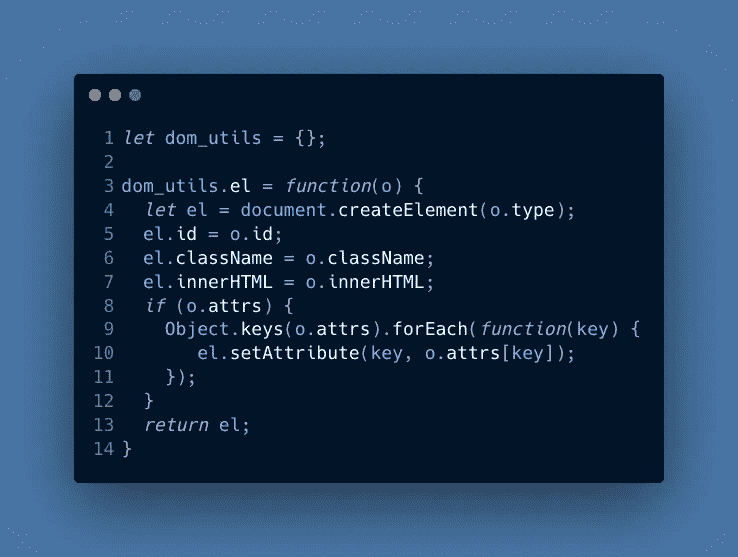 1 let dom_utils = {};
2
3 dom_utils.el = function(o) {
4   let el = document.createElement(o.type);
5   el.id = o.id;
6   el.className = o.className;
7   el.innerHTML = o.innerHTML;
8   if (o.attrs) {
9     Object.keys(o.attrs).forEach(function(key) {
10        el.setAttribute(key, o.attrs[key]);
11     });
12   }
13   return el;
14 }